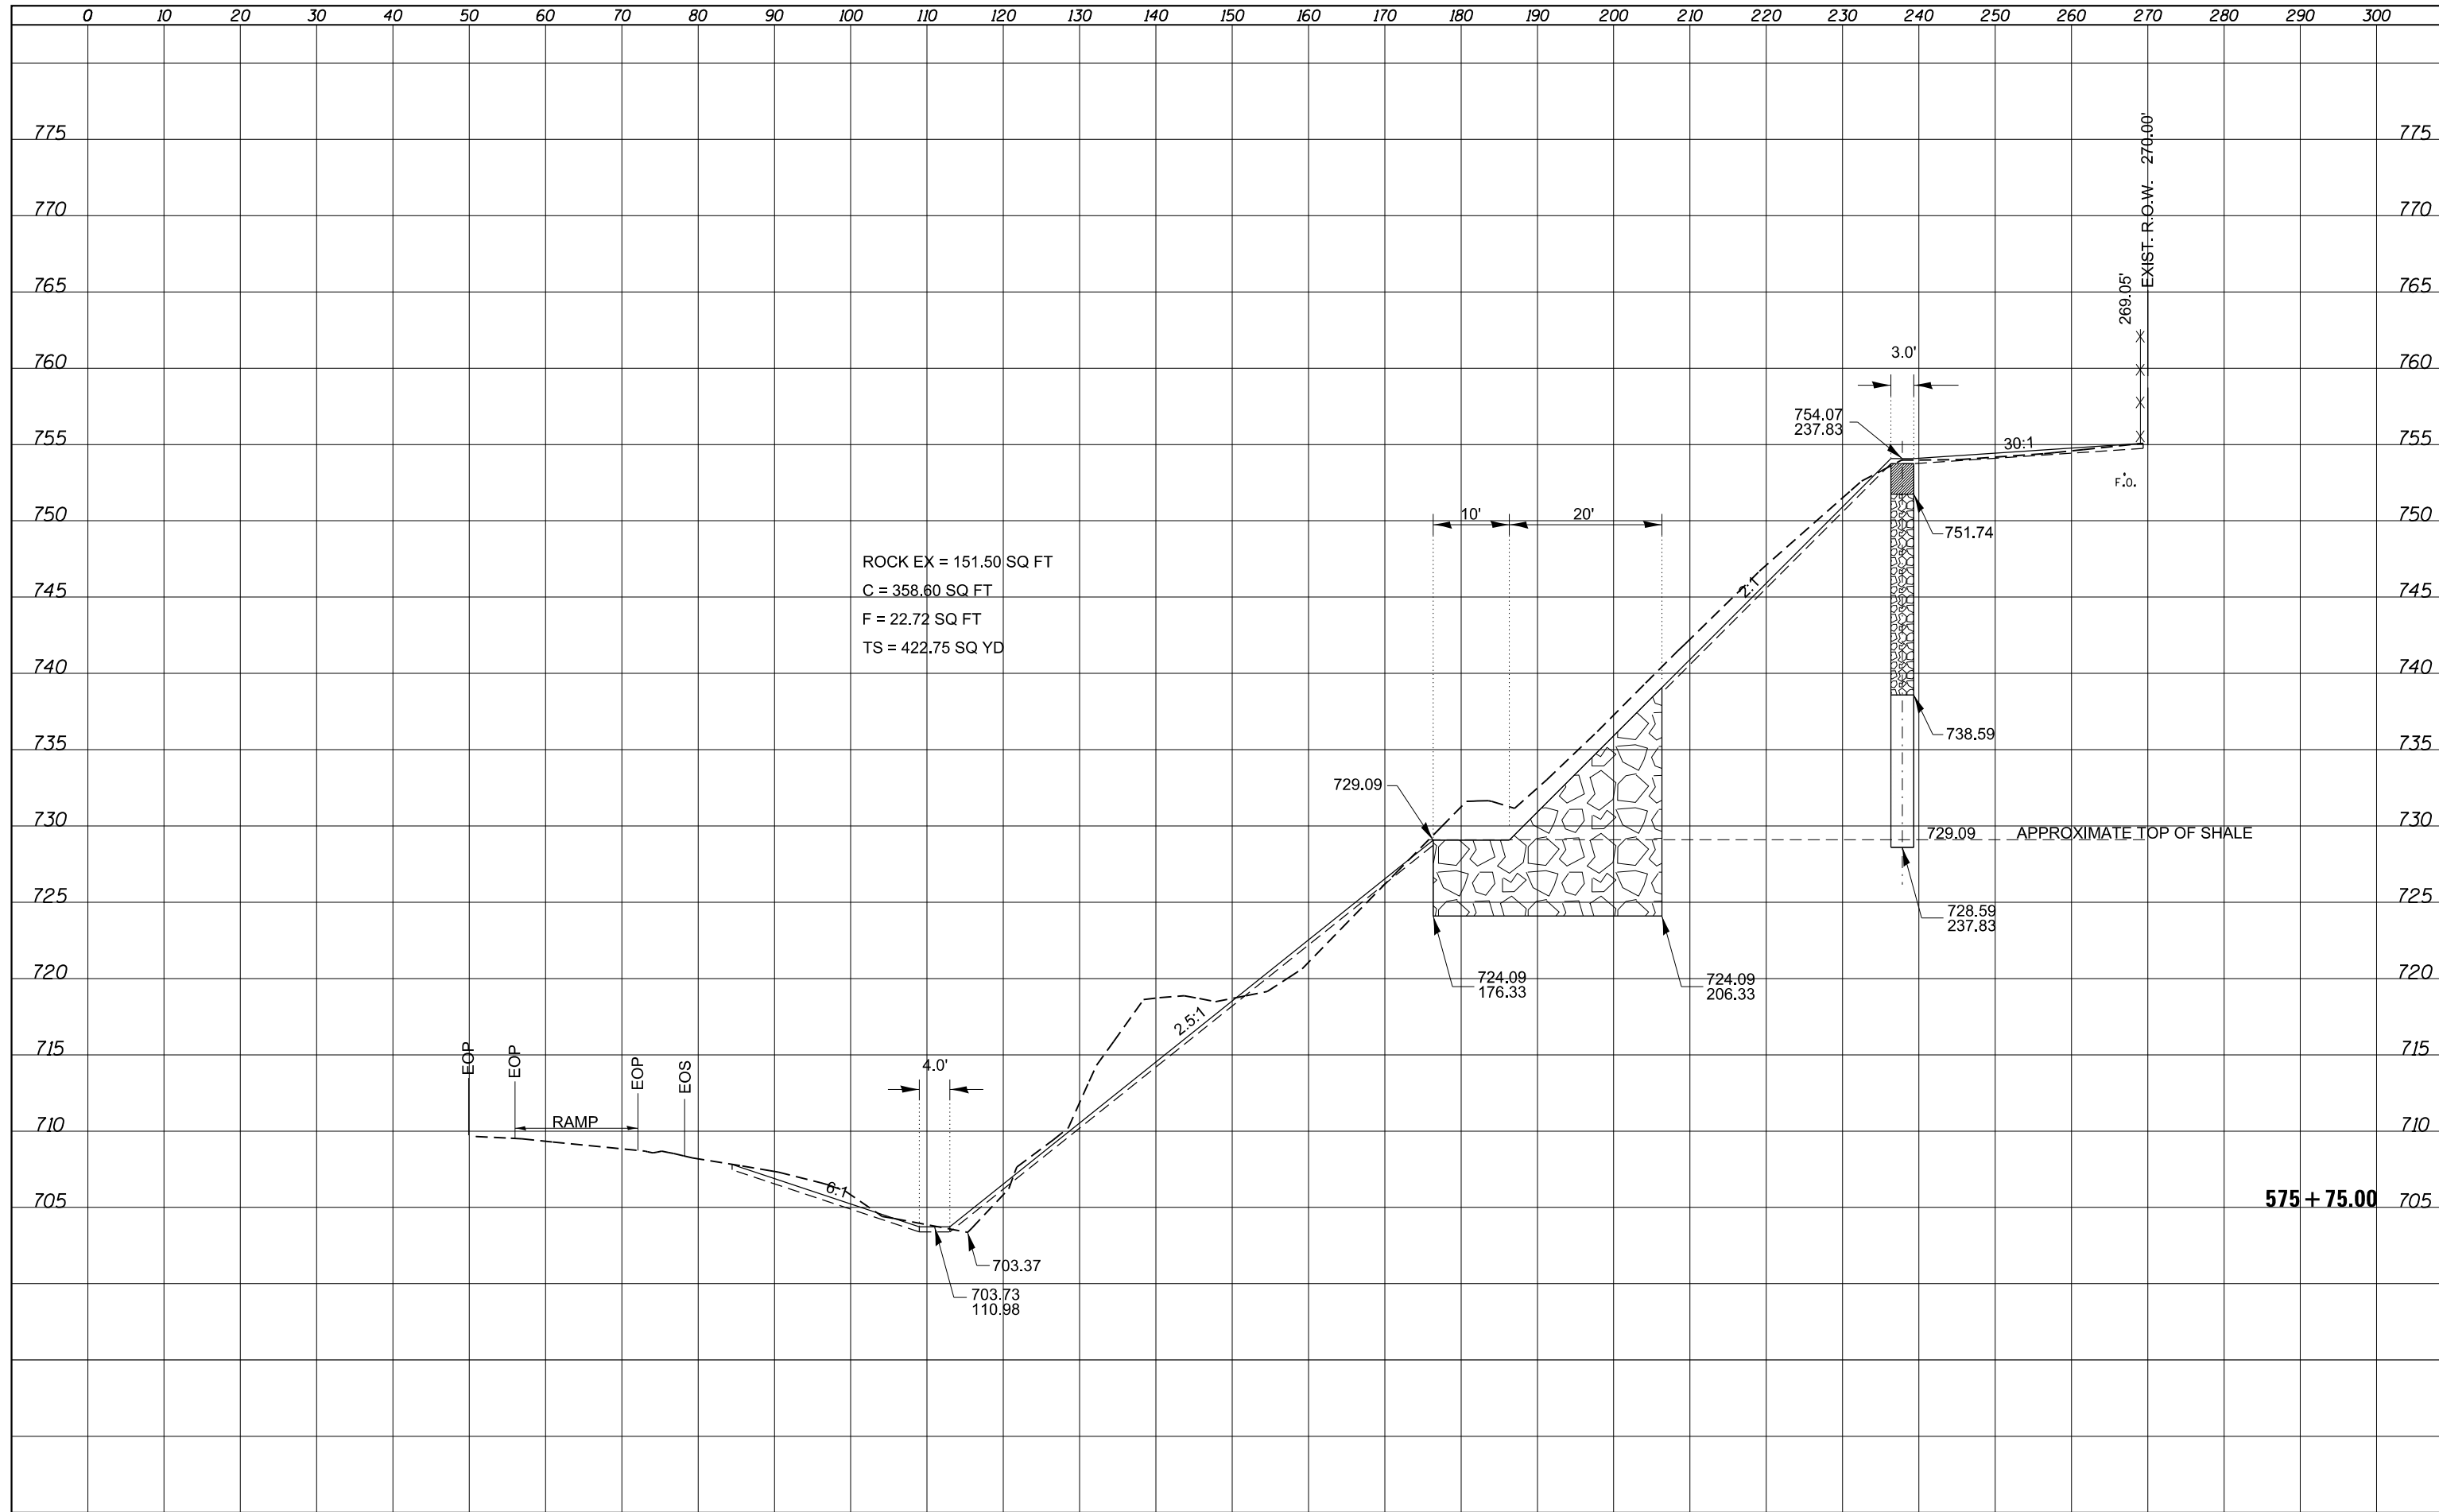 0 10 20 30 40 50 60 70 80 90 100 110 120 130 140 150 160 170 180 190 200 210 220 230 240 250 260 270 280 290 300
775 775
770 770
EXIST. R.O.W. 270.00'
765 765
269.05'
760 760
3.0'
754.07
237.83
755 755
30:1
F.O.
750 750
10' 20'
751.74
ROCK EX = 151.50 SQ FT
C = 358.60 SQ FT
F = 22.72 SQ FT
TS = 422.75 SQ YD
745 745
2:1
740 740
735 735
738.59
729.09
730 730
729.09 APPROXIMATE TOP OF SHALE
725 725
728.59
237.83
720 720
724.09
176.33
724.09
206.33
2.5:1
715 715
EOP
EOP
EOP
EOS
4.0'
710 710
RAMP
6:1
705 705
575+75.00
703.37
703.73
110.98